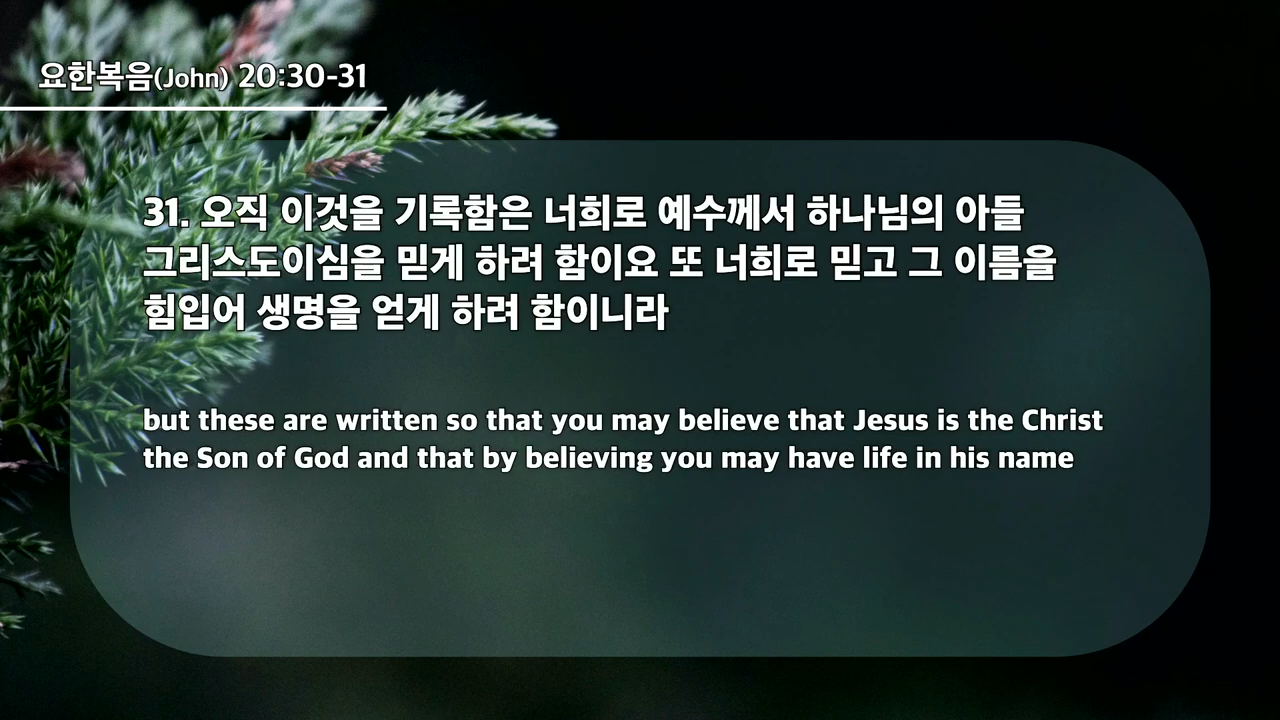 요한복음(John) 20:30-31
31. 오직 이것을 기록함은 너희로 예수께서 하나님의 아들
그리스도이심을 믿게 하려 함이요 또 너희로 믿고 그 이름을
힘입어 생명을 얻게 하려 함이니라
but these are written so that you may believe that Jesus is the Christ
the Son of God and that by believing you may have life in his name